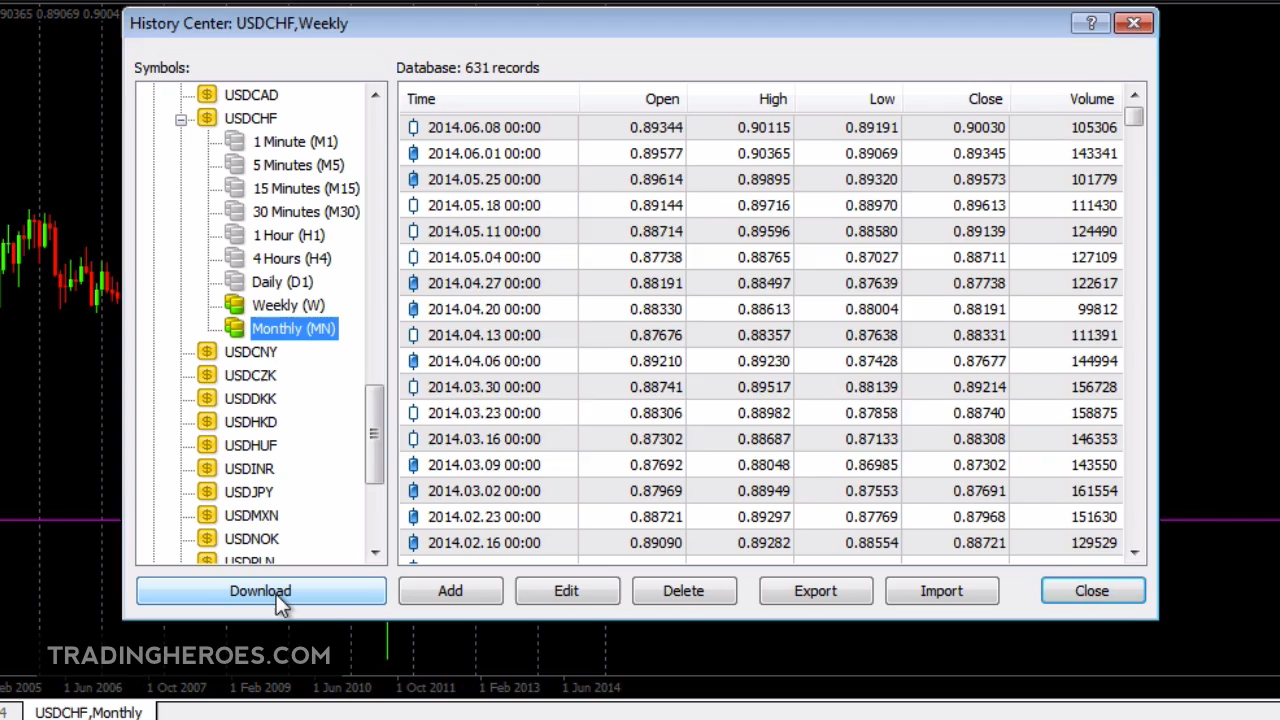 90365 0.89069 0.9004
History Center: USDCHF,Weekly
?
Symbols:
Database: 631 records
USDCAD
USDCHF
1 Minute (M1)
5 Minutes (M5)
15 Minutes (M15)
30 Minutes (M30)
1 Hour (H1)
4 Hours (H4)
Daily (D1)
Weekly (W)
Monthly (MN)
USDCNY
USDCZK
USDDKK
USDHKD
USDHUF
USDINR
USDJPY
USDMXN
USDNOK
USDPLN
Time Open High Low Close Volume
2014.06.08 00:00 0.89344 0.90115 0.89191 0.90030 105306
2014.06.01 00:00 0.89577 0.90365 0.89069 0.89345 143341
2014.05.25 00:00 0.89614 0.89895 0.89320 0.89573 101779
2014.05.18 00:00 0.89144 0.89716 0.88970 0.89613 111430
2014.05.11 00:00 0.88714 0.89596 0.88580 0.89139 124490
2014.05.04 00:00 0.87738 0.88765 0.87027 0.88711 127109
2014.04.27 00:00 0.88191 0.88497 0.87639 0.87738 122617
2014.04.20 00:00 0.88330 0.88613 0.88004 0.88191 99812
2014.04.13 00:00 0.87676 0.88357 0.87638 0.88331 111391
2014.04.06 00:00 0.89210 0.89230 0.87428 0.87677 144994
2014.03.30 00:00 0.88741 0.89517 0.88139 0.89214 156728
2014.03.23 00:00 0.88306 0.88982 0.87858 0.88740 158875
2014.03.16 00:00 0.87302 0.88687 0.87133 0.88308 146353
2014.03.09 00:00 0.87692 0.88048 0.86985 0.87302 143550
2014.03.02 00:00 0.87969 0.88949 0.87553 0.87691 161554
2014.02.23 00:00 0.88721 0.89297 0.87769 0.87968 151630
2014.02.16 00:00 0.89090 0.89282 0.88554 0.88721 129529
Download Add Edit Delete Export Import Close
TRADINGHEROES.COM
eb 2005 1 Jun 2006 1 Oct 2007 1 Feb 2009 1 Jun 2010 1 Oct 2011 1 Feb 2013 1 Jun 2014
4 USDCHF,Monthly